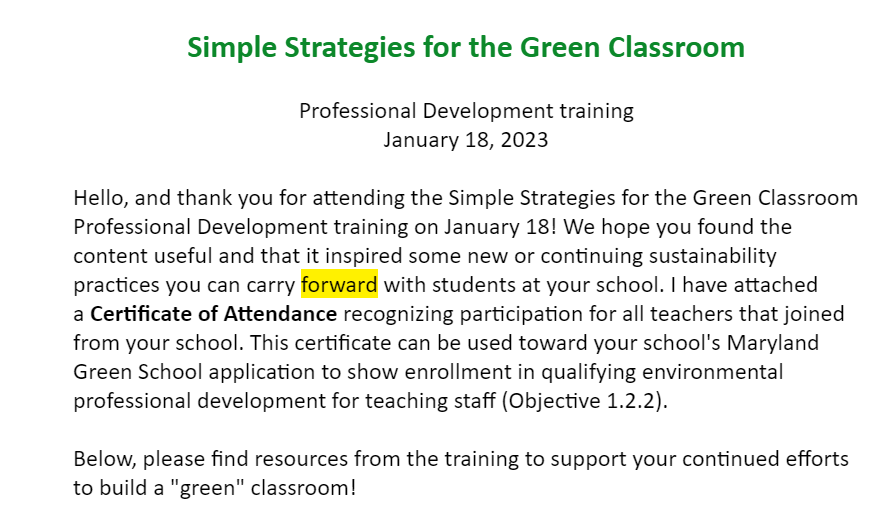 Simple Strategies for the Green Classroom
Professional Development training
January 18, 2023
Hello, and thank you for attending the Simple Strategies for the Green Classroom
Professional Development training on January 18! We hope you found the
content useful and that it inspired some new or continuing sustainability
practices you can carry forward with students at your school. I have attached
a Certificate of Attendance recognizing participation for all teachers that joined
from your school. This certificate can be used toward your school's Maryland
Green School application to show enrollment in qualifying environmental
professional development for teaching staff (Objective 1.2.2).
Below, please find resources from the training to support your continued efforts
to build a "green" classroom!